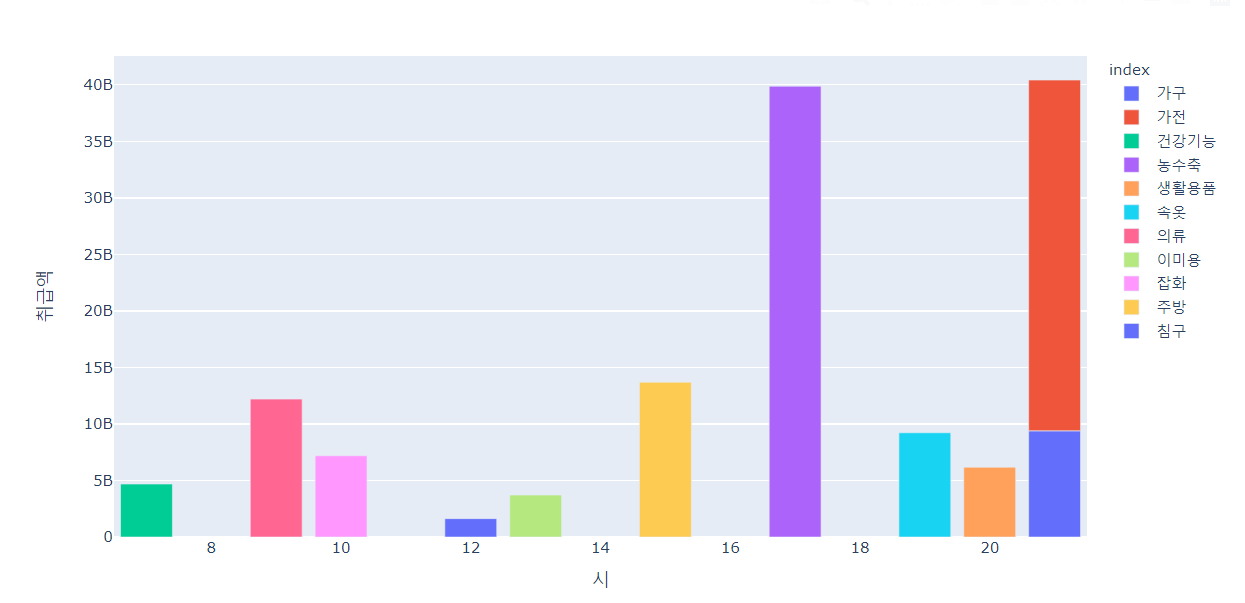 index
가구
가전
건강기능
농수축
생활용품
속옷
의류
이미용
잡화
주방
침구
취급액
40B
35B
30B
25B
20B
15B
10B
5B
0
8 10 12 14 16 18 20
시